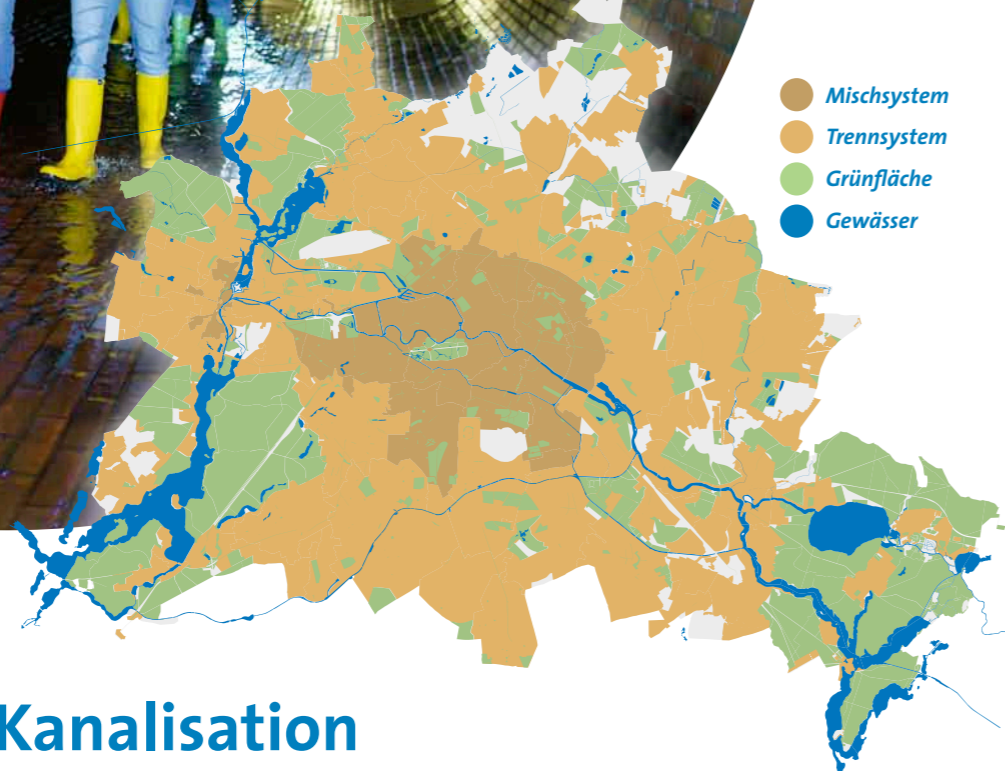 Mischsystem
Trennsystem
Grünfläche
Gewässer
Kanalisation